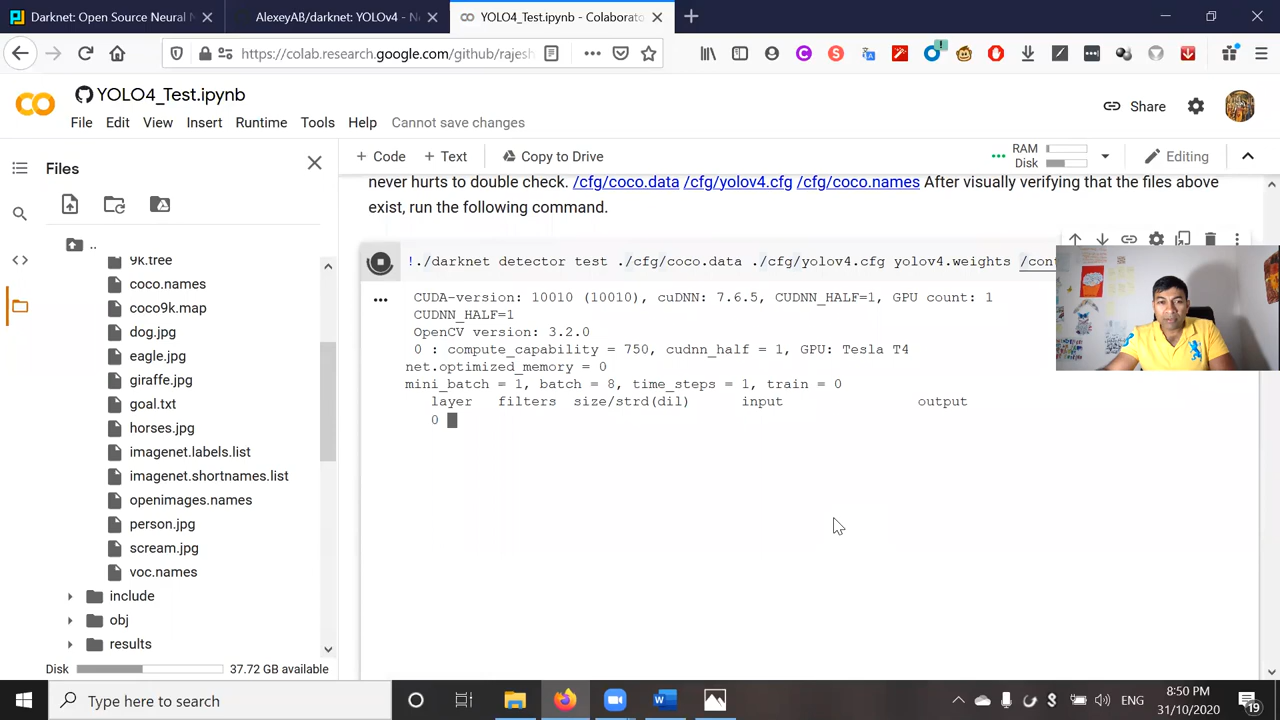 Darknet: Open Source Neural N
AlexeyAB/darknet: YOLOv4 - Ne
YOLO4_Test.ipynb - Colaborato
https://colab.research.google.com/github/rajesh
YOLO4_Test.ipynb
Share
File Edit View Insert Runtime Tools Help Cannot save changes
Files
+ Code + Text Copy to Drive
RAM
Disk
Editing
..
9k.tree
coco.names
coco9k.map
dog.jpg
eagle.jpg
giraffe.jpg
goal.txt
horses.jpg
imagenet.labels.list
imagenet.shortnames.list
openimages.names
person.jpg
scream.jpg
voc.names
include
obj
results
Disk 37.72 GB available
never hurts to double check. /cfg/coco.data /cfg/yolov4.cfg /cfg/coco.names After visually verifying that the files above
exist, run the following command.
!./darknet detector test ./cfg/coco.data ./cfg/yolov4.cfg yolov4.weights /cont
CUDA-version: 10010 (10010), cuDNN: 7.6.5, CUDNN_HALF=1, GPU count: 1
CUDNN_HALF=1
OpenCV version: 3.2.0
0 : compute_capability = 750, cudnn_half = 1, GPU: Tesla T4
net.optimized_memory = 0
mini_batch = 1, batch = 8, time_steps = 1, train = 0
layer filters size/strd(dil) input output
0
Type here to search
ENG
8:50 PM
31/10/2020
19